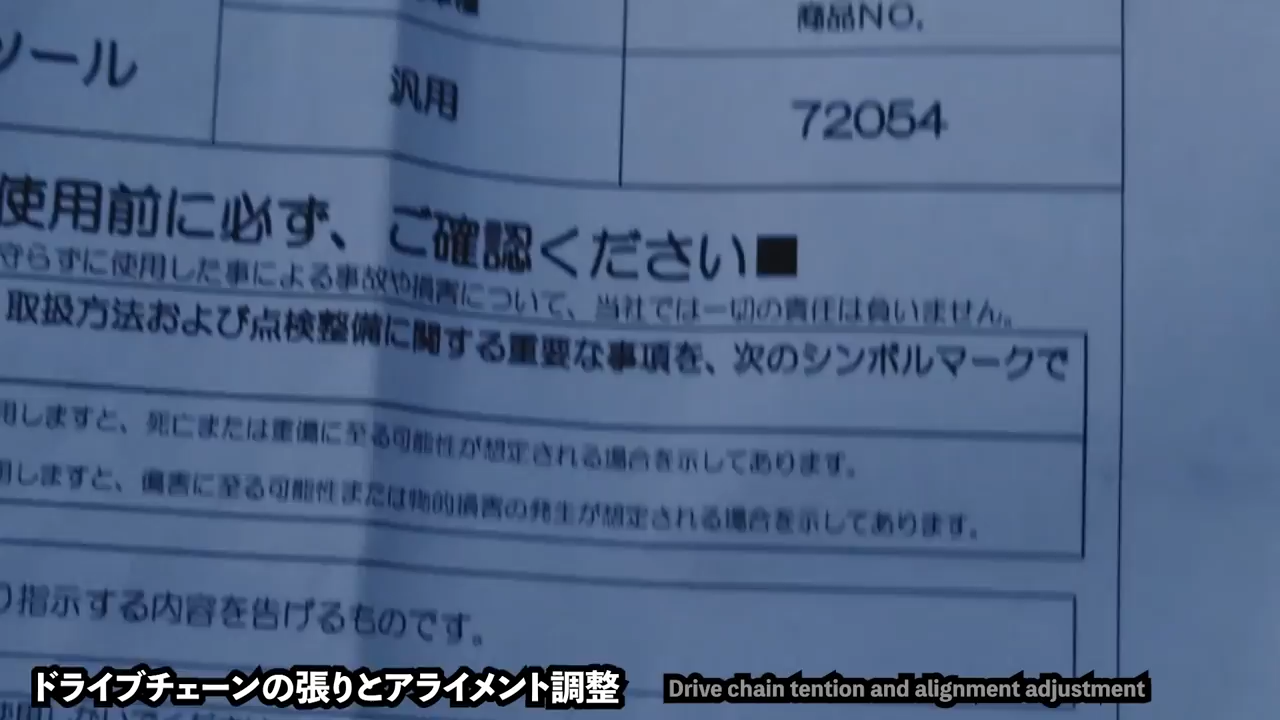 商品NO.
ツール 汎用 72054
使用前に必ず、ご確認ください■
守らずに使用した事による事故や損害について、当社では一切の責任は負いません。
取扱方法および点検整備に関する重要な事項を、次のシンボルマークで
用しますと、死亡または重傷に至る可能性が想定される場合を示してあります。
用しますと、傷害に至る可能性または物的損害の発生が想定される場合を示してあります。
り指示する内容を告げるものです。
ドライブチェーンの張りとアライメント調整 Drive chain tention and alignment adjustment